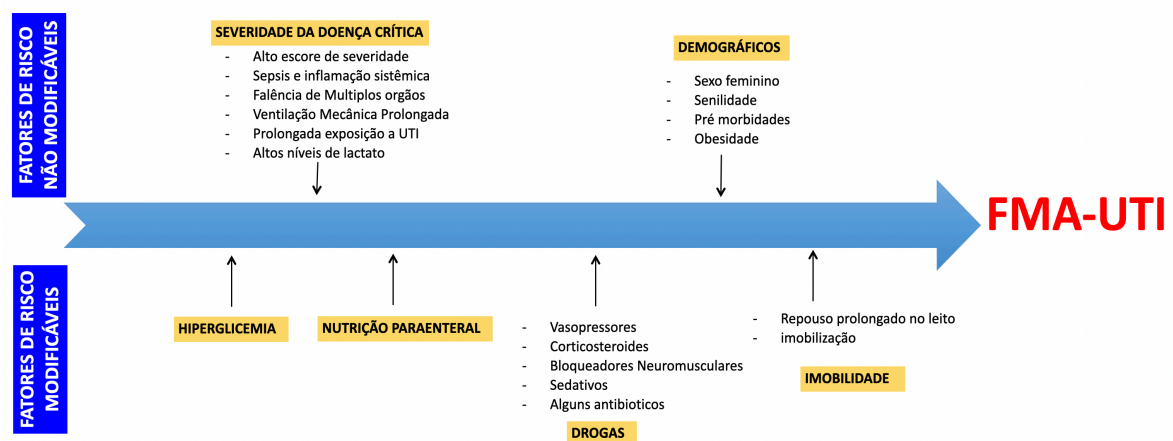 FATORES DE RISCO
NÃO MODIFICÁVEIS
SEVERIDADE DA DOENÇA CRÍTICA
- Alto escore de severidade
- Sepsis e inflamação sistêmica
- Falência de Multiplos orgãos
- Ventilação Mecânica Prolongada
- Prolongada exposição a UTI
- Altos níveis de lactato
DEMOGRÁFICOS
- Sexo feminino
- Senilidade
- Pré morbidades
- Obesidade
FMA-UTI
FATORES DE RISCO
MODIFICÁVEIS
HIPERGLICEMIA
NUTRIÇÃO PARAENTERAL
- Vasopressores
- Corticosteroides
- Bloqueadores Neuromusculares
- Sedativos
- Alguns antibioticos
DROGAS
- Repouso prolongado no leito
- imobilização
IMOBILIDADE